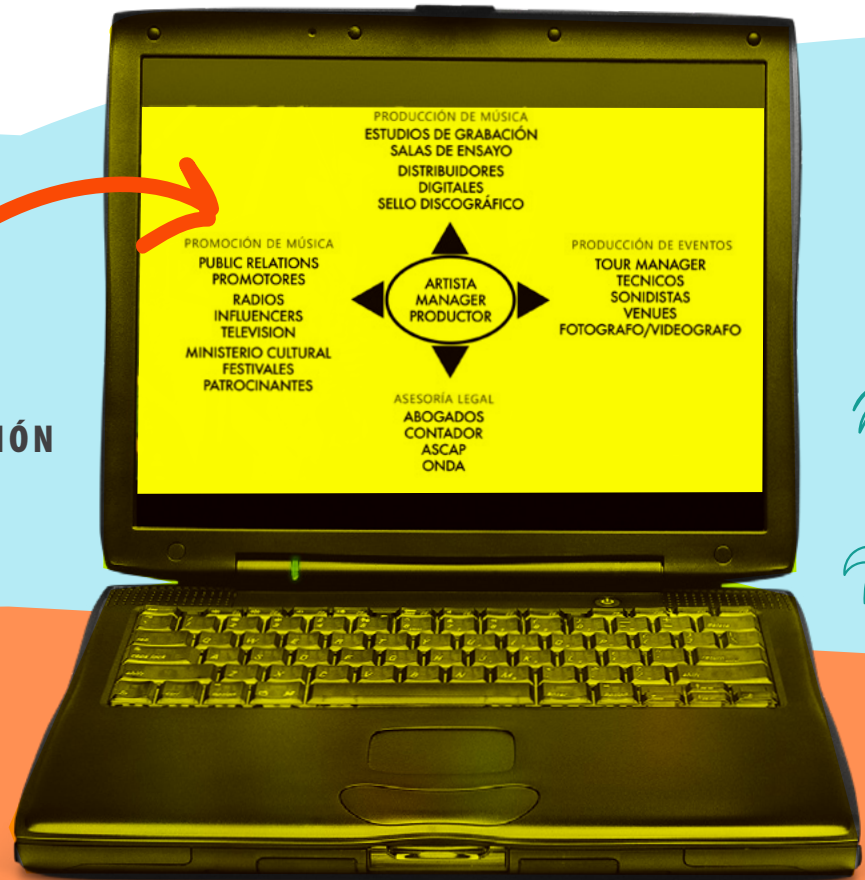 PRODUCCIÓN DE MÚSICA
ESTUDIOS DE GRABACIÓN
SALAS DE ENSAYO
DISTRIBUIDORES
DIGITALES
SELLO DISCOGRÁFICO
PROMOCIÓN DE MÚSICA
PUBLIC RELATIONS
PROMOTORES
RADIOS
INFLUENCERS
TELEVISION
MINISTERIO CULTURAL
FESTIVALES
PATROCINANTES
ARTISTA
MANAGER
PRODUCTOR
PRODUCCIÓN DE EVENTOS
TOUR MANAGER
TECNICOS
SONIDISTAS
VENUES
FOTOGRAFO/VIDEOGRAFO
ASESORÍA LEGAL
ABOGADOS
CONTADOR
ASCAP
ONDA
IÓN